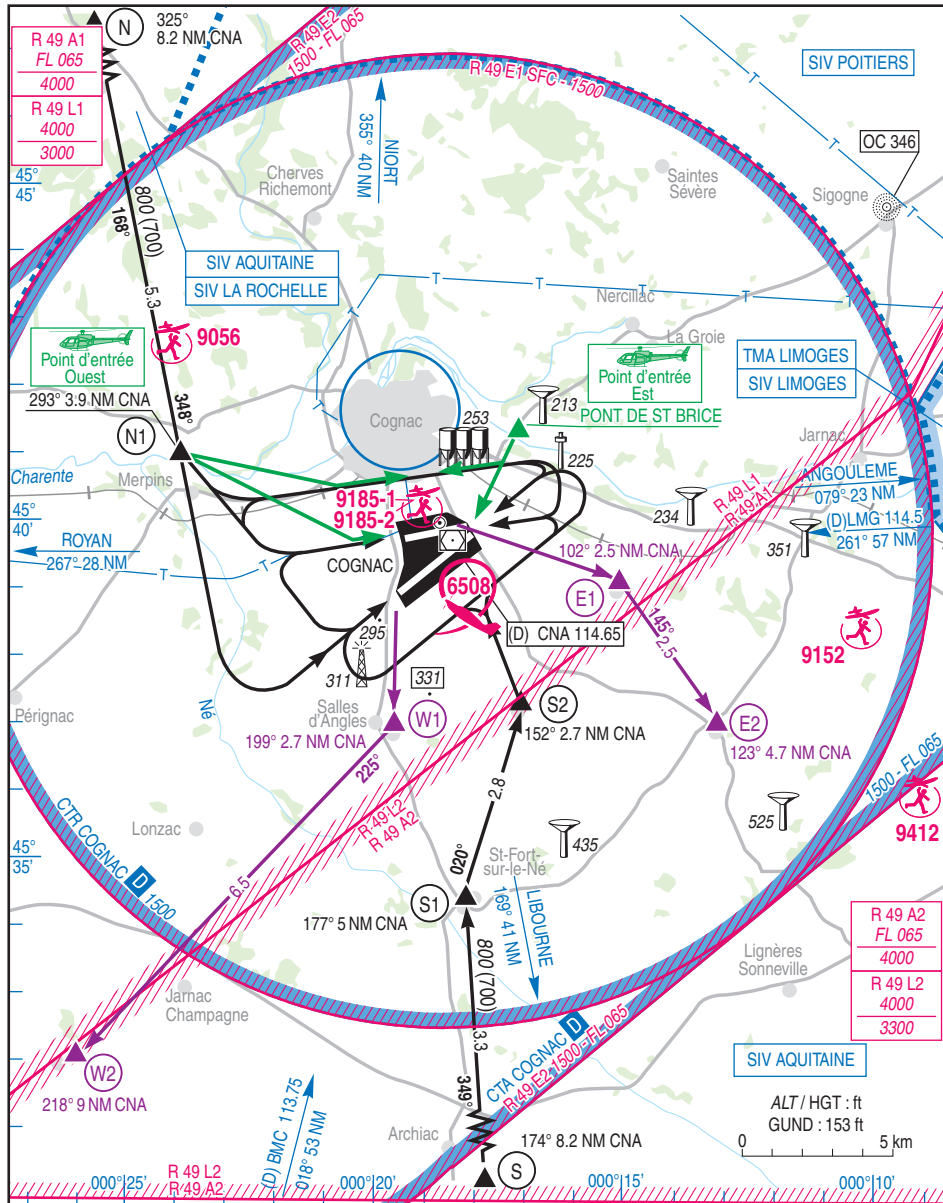 N
325°
8.2 NM CNA
R 49 A1
FL 065
4000
R 49 L1
4000
3000
R 49 E2
1500 - FL 065
R 49 E1 SFC - 1500
SIV POITIERS
OC 346
NIORT
355° 40 NM
Cherves
Richemont
Saintes
Sévère
Sigogne
45°
45'
800 (700)
168°
5.3
348°
T
T
T
T
T
T
T
T
T
T
SIV AQUITAINE
SIV LA ROCHELLE
Nercillac
La Groie
9056
Point d'entrée
Ouest
Point d'entrée
Est
PONT DE ST BRICE
TMA LIMOGES
SIV LIMOGES
293° 3.9 NM CNA
N1
Cognac
253
213
225
Jarnac
Charente
Merpins
9185-1
9185-2
R 49 L1
R 49 A1
ANGOULEME
079° 23 NM
234
351
(D)LMG 114.5
261° 57 NM
45°
40'
ROYAN
267° 28 NM
COGNAC
102° 2.5 NM CNA
E1
6508
(D) CNA 114.65
145°
2.5
9152
295
311
331
Né
Pérignac
Salles
d'Angles
W1
199° 2.7 NM CNA
S2
152° 2.7 NM CNA
E2
123° 4.7 NM CNA
225°
2.8
R 49 L2
R 49 A2
1500 - FL 065
9412
525
435
Lonzac
CTR COGNAC D 1500
6.5
020°
St-Fort-
sur-le-Né
45°
35'
S1
177° 5 NM CNA
LIBOURNE
169° 41 NM
R 49 A2
FL 065
4000
R 49 L2
4000
3300
Lignères
Sonneville
Jarnac
Champagne
800 (700)
3.3
349°
CTA COGNAC D
R 49 E2 1500 - FL 065
SIV AQUITAINE
W2
218° 9 NM CNA
(D) BMC 113.75
018° 53 NM
ALT / HGT : ft
GUND : 153 ft
0
5 km
Archiac
174° 8.2 NM CNA
S
R 49 L2
R 49 A2
000°25'
000°20'
000°15'
000°10'